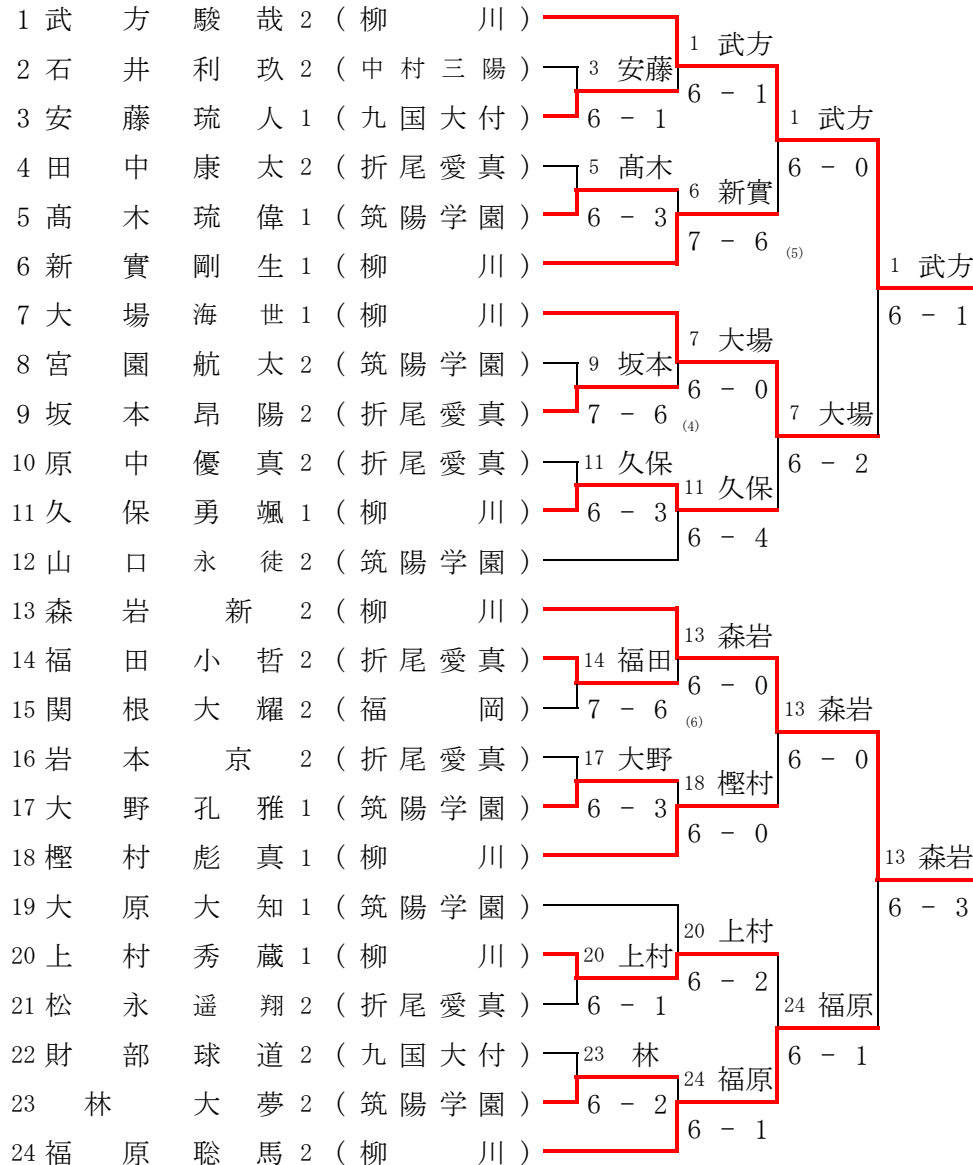 1 武方駿哉 2 (柳川)
1 武方
2 石井利玖 2 (中村三陽)
3 安藤
6 - 1
3 安藤琉人 1 (九国大付)
6 - 1
1 武方
4 田中康太 2 (折尾愛真)
5 髙木
6 - 0
5 髙木琉偉 1 (筑陽学園)
6 - 3
6 新實
7 - 6 (5)
6 新實剛生 1 (柳川)
1 武方
6 - 1
7 大場海世 1 (柳川)
7 大場
8 宮園航太 2 (筑陽学園)
9 坂本
6 - 0
9 坂本昂陽 2 (折尾愛真)
7 - 6 (4)
7 大場
10 原中優真 2 (折尾愛真)
11 久保
6 - 2
11 久保勇颯 1 (柳川)
6 - 3
11 久保
6 - 4
12 山口永徒 2 (筑陽学園)
13 森岩新 2 (柳川)
13 森岩
14 福田小哲 2 (折尾愛真)
14 福田
6 - 0
15 関根大耀 2 (福岡)
7 - 6 (6)
13 森岩
16 岩本京 2 (折尾愛真)
17 大野
6 - 0
17 大野孔雅 1 (筑陽学園)
6 - 3
18 樫村
6 - 0
18 樫村彪真 1 (柳川)
13 森岩
6 - 3
19 大原大知 1 (筑陽学園)
20 上村
20 上村秀蔵 1 (柳川)
20 上村
6 - 2
21 松永遥翔 2 (折尾愛真)
6 - 1
24 福原
22 財部球道 2 (九国大付)
23 林
6 - 1
23 林大夢 2 (筑陽学園)
6 - 2
24 福原
6 - 1
24 福原聡馬 2 (柳川)